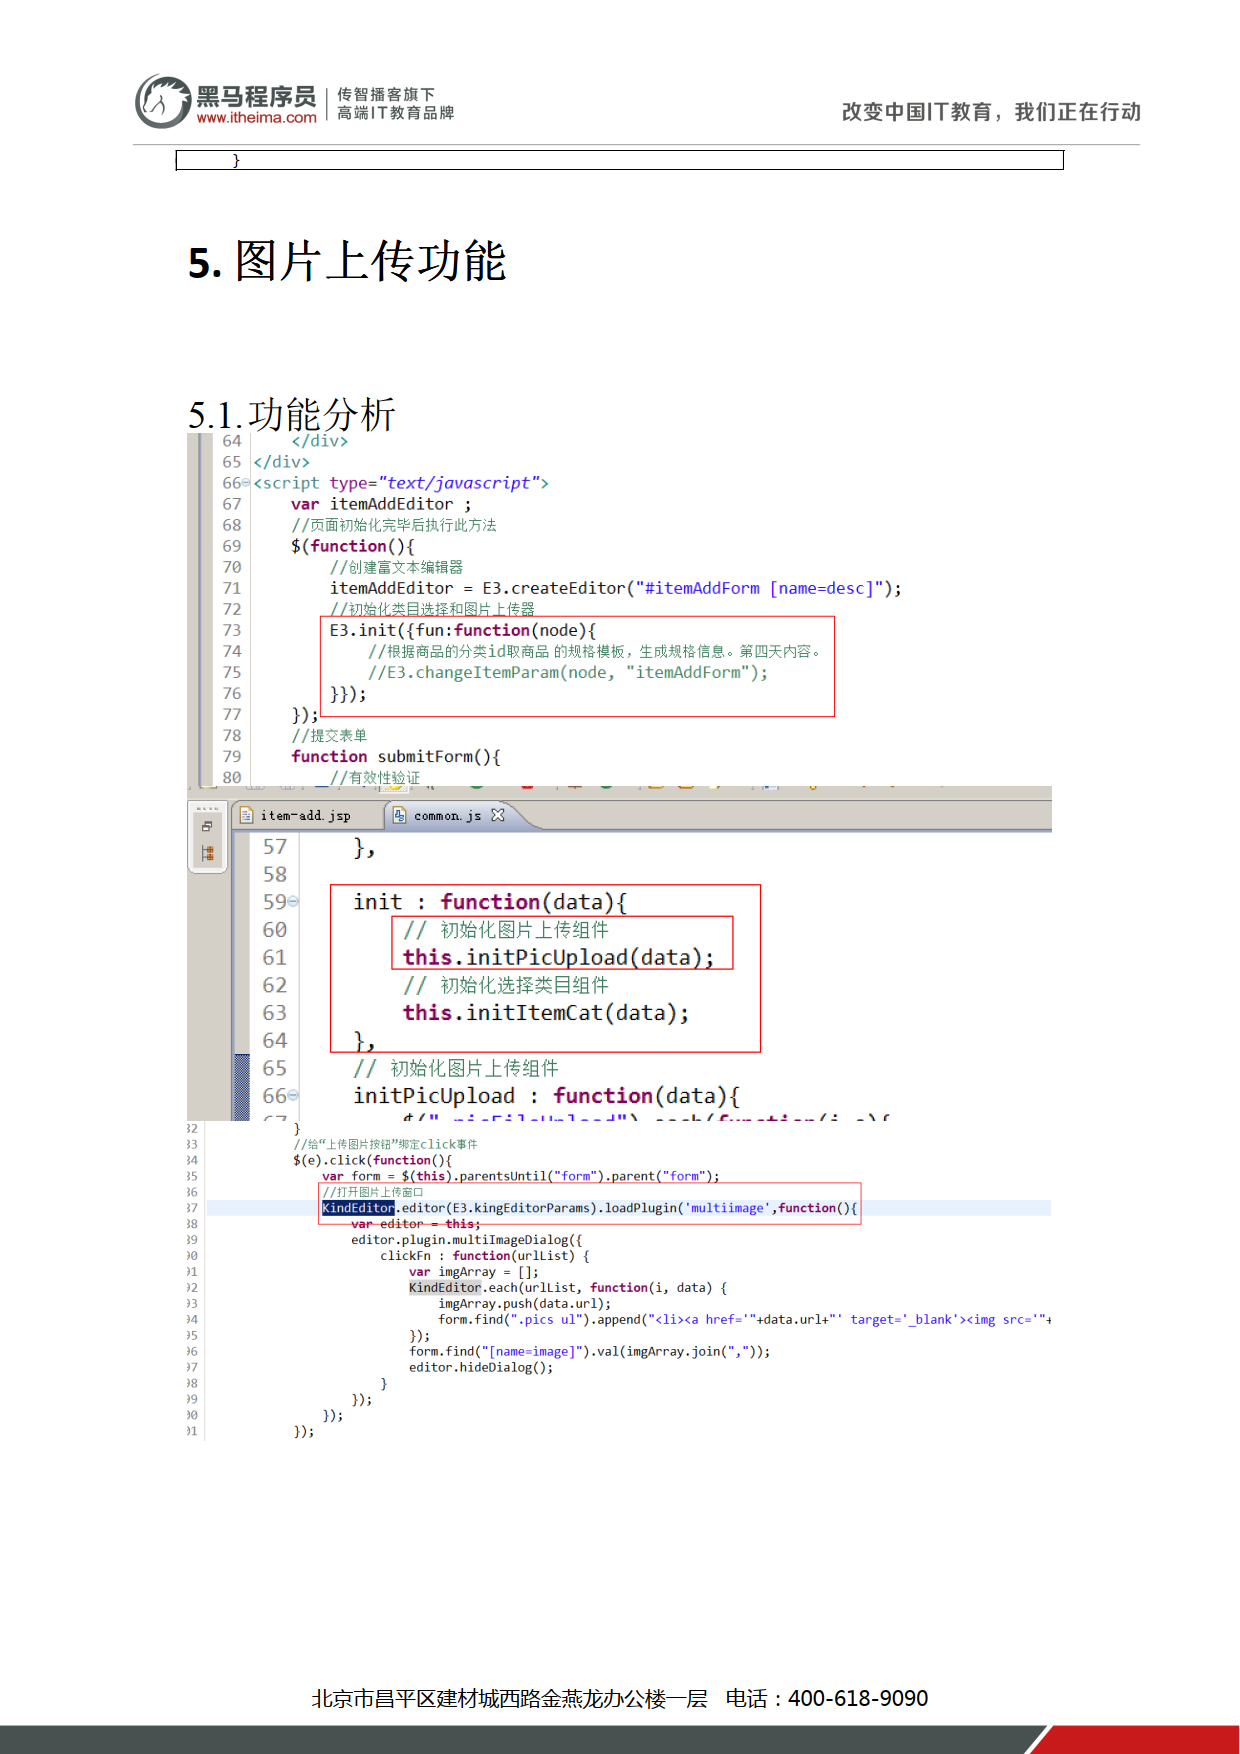 黑马程序员
www.itheima.com
传智播客旗下
高端IT教育品牌
改变中国IT教育，我们正在行动
}
5. 图片上传功能
5.1. 功能分析
64 </div>
65 </div>
66 <script type="text/javascript">
67 var itemAddEditor ;
68 //页面初始化完毕后执行此方法
69 $(function(){
70 //创建富文本编辑器
71 itemAddEditor = E3.createEditor("#itemAddForm [name=desc]");
72 //初始化类目选择和图片上传器
73 E3.init({fun:function(node){
74 //根据商品的分类id取商品 的规格模板，生成规格信息。第四天内容。
75 //E3.changeItemParam(node, "itemAddForm");
76 }});
77 });
78 //提交表单
79 function submitForm(){
80 //有效性验证
item-add.jsp common.js
57 },
58
59 init : function(data){
60 // 初始化图片上传组件
61 this.initPicUpload(data);
62 // 初始化选择类目组件
63 this.initItemCat(data);
64 },
65 // 初始化图片上传组件
66 initPicUpload : function(data){
67 $(".picFileUpload").each(function(i,e){
32 }
33 //给“上传图片按钮”绑定click事件
34 $(e).click(function(){
35 var form = $(this).parentsUntil("form").parent("form");
36 //打开图片上传窗口
37 KindEditor.editor(E3.kingEditorParams).loadPlugin('multiimage',function(){
38 var editor = this;
39 editor.plugin.multiImageDialog({
90 clickFn : function(urlList) {
91 var imgArray = [];
92 KindEditor.each(urlList, function(i, data) {
93 imgArray.push(data.url);
94 form.find(".pics ul").append("<li><a href='"+data.url+"' target='_blank'><img src='"+
95 });
96 form.find("[name=image]").val(imgArray.join(","));
97 editor.hideDialog();
98 }
99 });
00 });
01 });
北京市昌平区建材城西路金燕龙办公楼一层 电话：400-618-9090